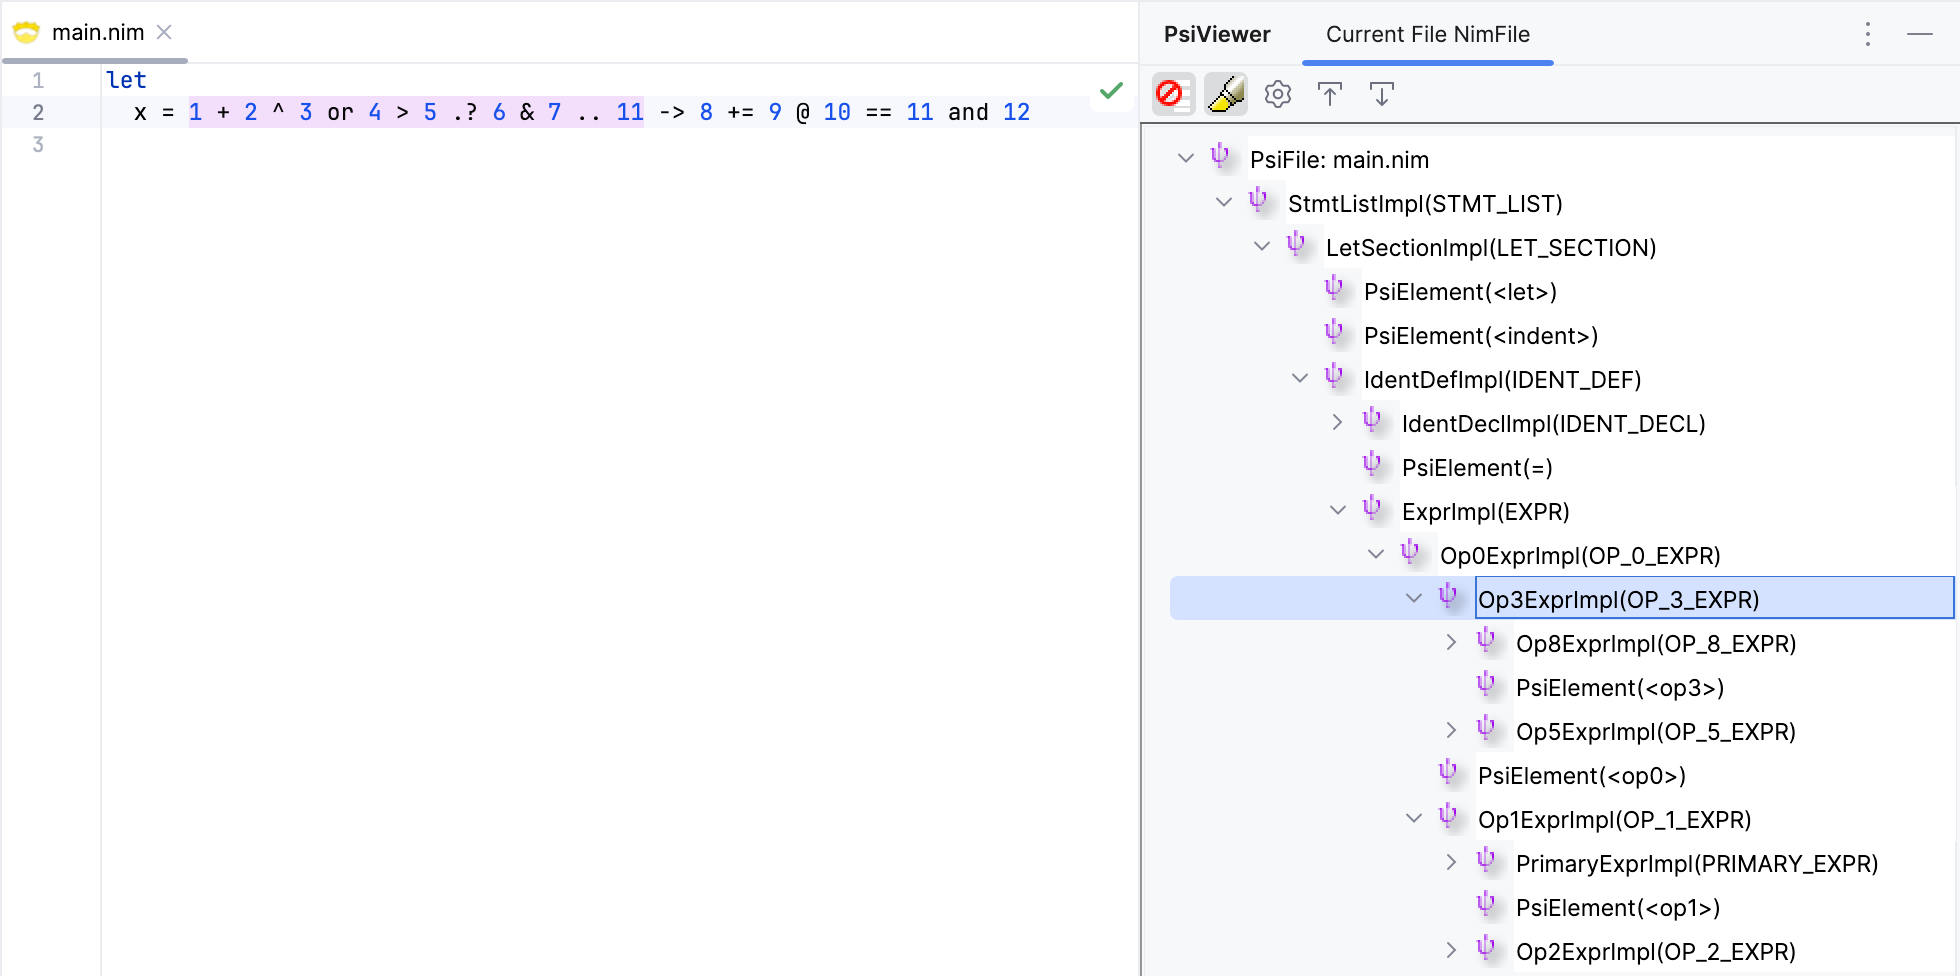 main.nim
1 let
2 x = 1 + 2 ^ 3 or 4 > 5 .? 6 & 7 .. 11 -> 8 += 9 @ 10 == 11 and 12
3
PsiViewer Current File NimFile
PsiFile: main.nim
StmtListImpl(STMT_LIST)
LetSectionImpl(LET_SECTION)
PsiElement(<let>)
PsiElement(<indent>)
IdentDefImpl(IDENT_DEF)
IdentDeclImpl(IDENT_DECL)
PsiElement(=)
ExprImpl(EXPR)
Op0ExprImpl(OP_0_EXPR)
Op3ExprImpl(OP_3_EXPR)
Op8ExprImpl(OP_8_EXPR)
PsiElement(<op3>)
Op5ExprImpl(OP_5_EXPR)
PsiElement(<op0>)
Op1ExprImpl(OP_1_EXPR)
PrimaryExprImpl(PRIMARY_EXPR)
PsiElement(<op1>)
Op2ExprImpl(OP_2_EXPR)